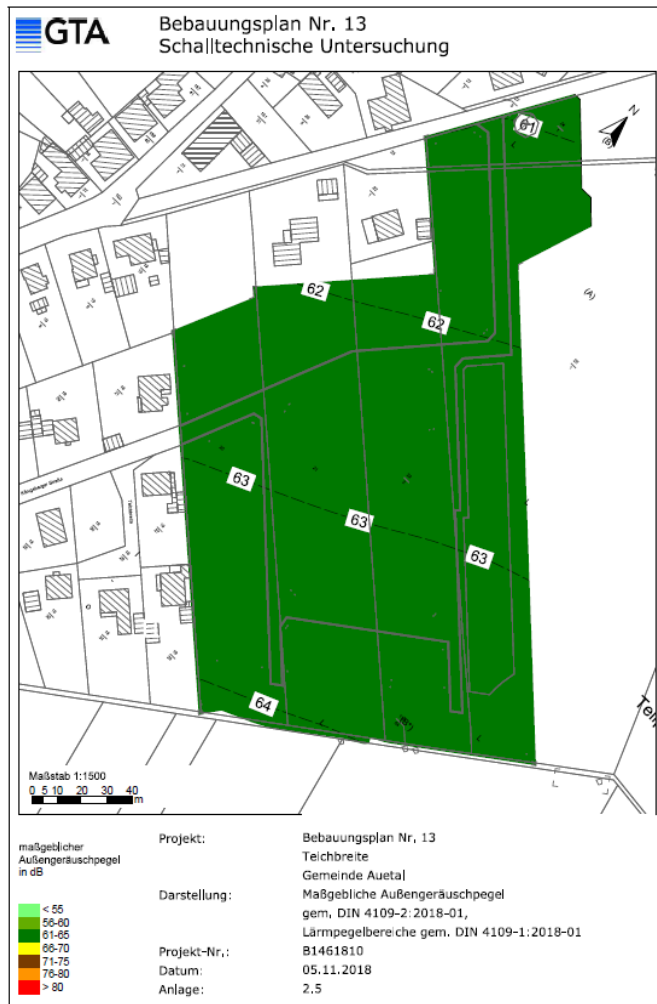 GTA
Bebauungsplan Nr. 13
Schalltechnische Untersuchung
61
N
(B)
(A)
62
62
63
63
63
64
Maßstab 1:1500
0 5 10 20 30 40
m
maßgeblicher
Außengeräuschpegel
in dB
< 55
56-60
61-65
66-70
71-75
76-80
> 80
Projekt: Bebauungsplan Nr. 13
Teichbreite
Gemeinde Auetal
Darstellung: Maßgebliche Außengeräuschpegel
gem. DIN 4109-2:2018-01,
Lärmpegelbereiche gem. DIN 4109-1:2018-01
Projekt-Nr.: B1461810
Datum: 05.11.2018
Anlage: 2.5